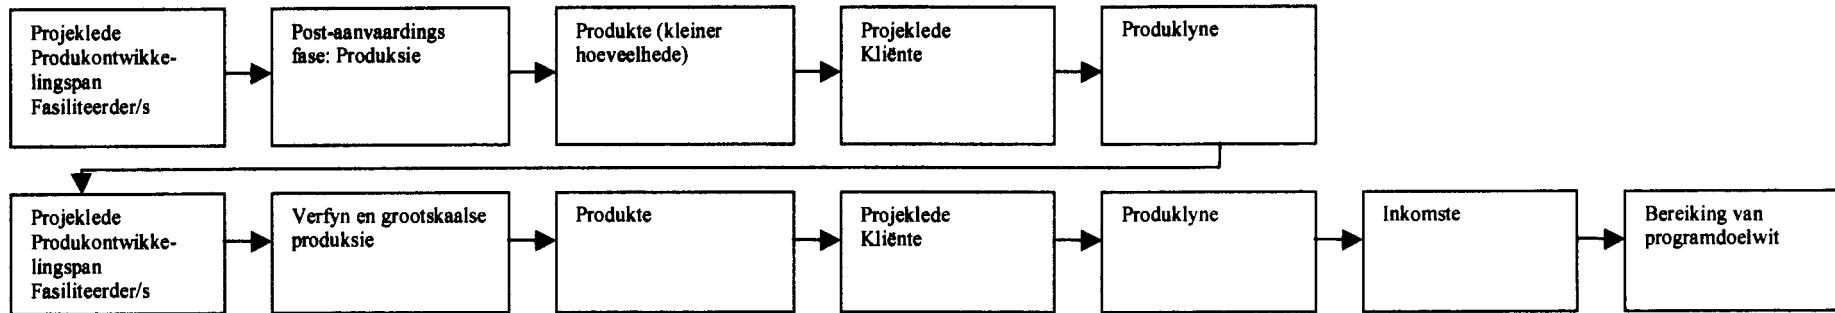 Projeklede
Produkontwikke-
lingspan
Fasiliteerder/s
Post-aanvaardings
fase: Produksie
Produkte (kleiner
hoeveelhede)
Projeklede
Kliënte
Produklyne
Projeklede
Produkontwikke-
lingspan
Fasiliteerder/s
Verfyn en grootskaalse
produksie
Produkte
Projeklede
Kliënte
Produklyne
Inkomste
Bereiking van
programdoelwit